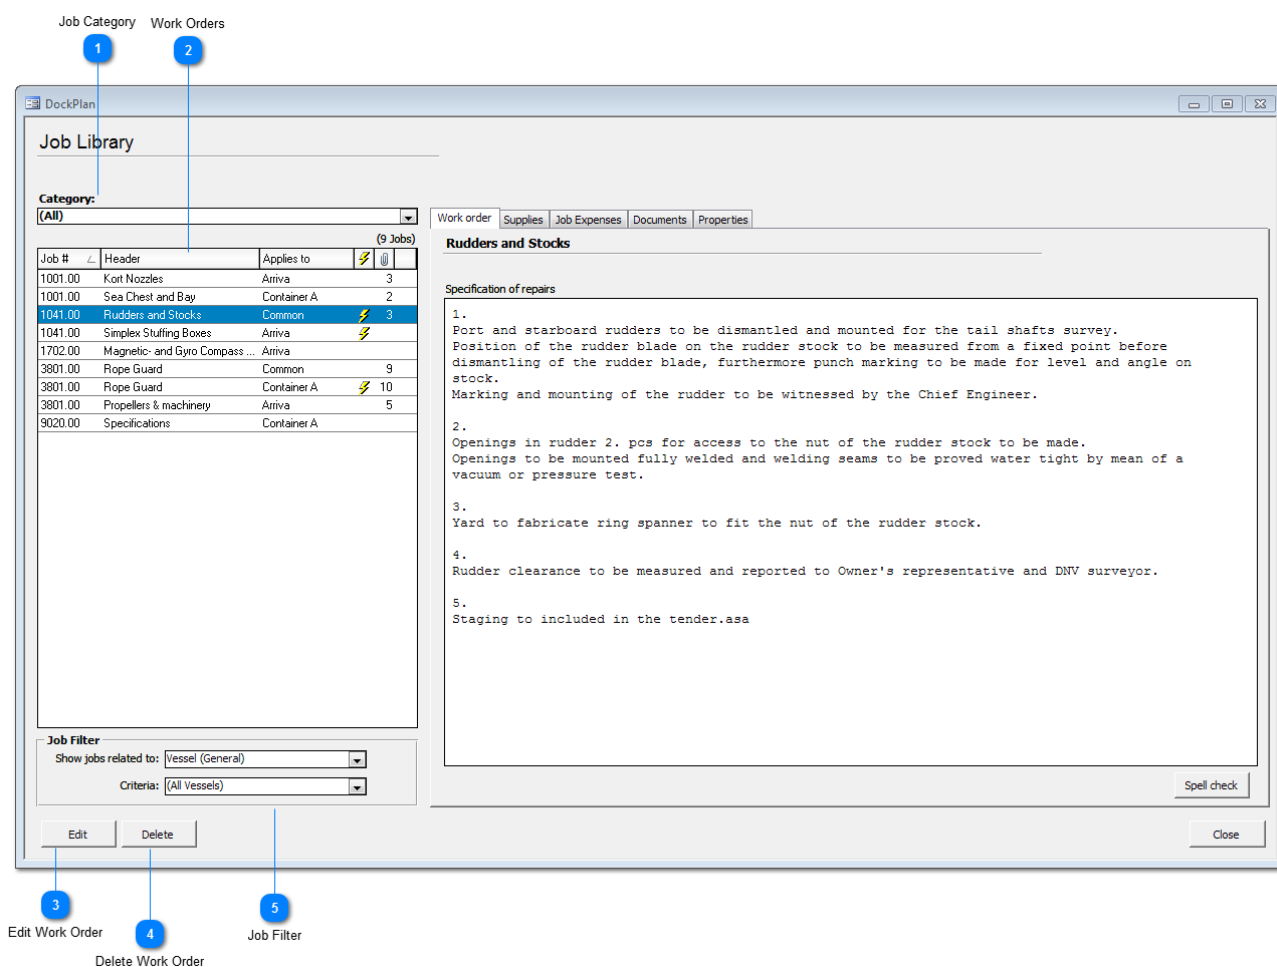 Job Category Work Orders
1 2
DockPlan
Job Library
Category:
(All)
(9 Jobs)
Job # Header Applies to
1001.00 Kort Nozzles Arriva 3
1001.00 Sea Chest and Bay Container A 2
1041.00 Rudders and Stocks Common 3
1041.00 Simplex Stuffing Boxes Arriva
1702.00 Magnetic- and Gyro Compass ... Arriva
3801.00 Rope Guard Common 9
3801.00 Rope Guard Container A 10
3801.00 Propellers & machinery Arriva 5
9020.00 Specifications Container A
Job Filter
Show jobs related to: Vessel (General)
Criteria: (All Vessels)
Edit Delete
Work order Supplies Job Expenses Documents Properties
Rudders and Stocks
Specification of repairs
1.
Port and starboard rudders to be dismantled and mounted for the tail shafts survey.
Position of the rudder blade on the rudder stock to be measured from a fixed point before
dismantling of the rudder blade, furthermore punch marking to be made for level and angle on
stock.
Marking and mounting of the rudder to be witnessed by the Chief Engineer.
2.
Openings in rudder 2. pcs for access to the nut of the rudder stock to be made.
Openings to be mounted fully welded and welding seams to be proved water tight by mean of a
vacuum or pressure test.
3.
Yard to fabricate ring spanner to fit the nut of the rudder stock.
4.
Rudder clearance to be measured and reported to Owner's representative and DNV surveyor.
5.
Staging to included in the tender.asa
Spell check
Close
3 4 5
Edit Work Order
Delete Work Order
Job Filter